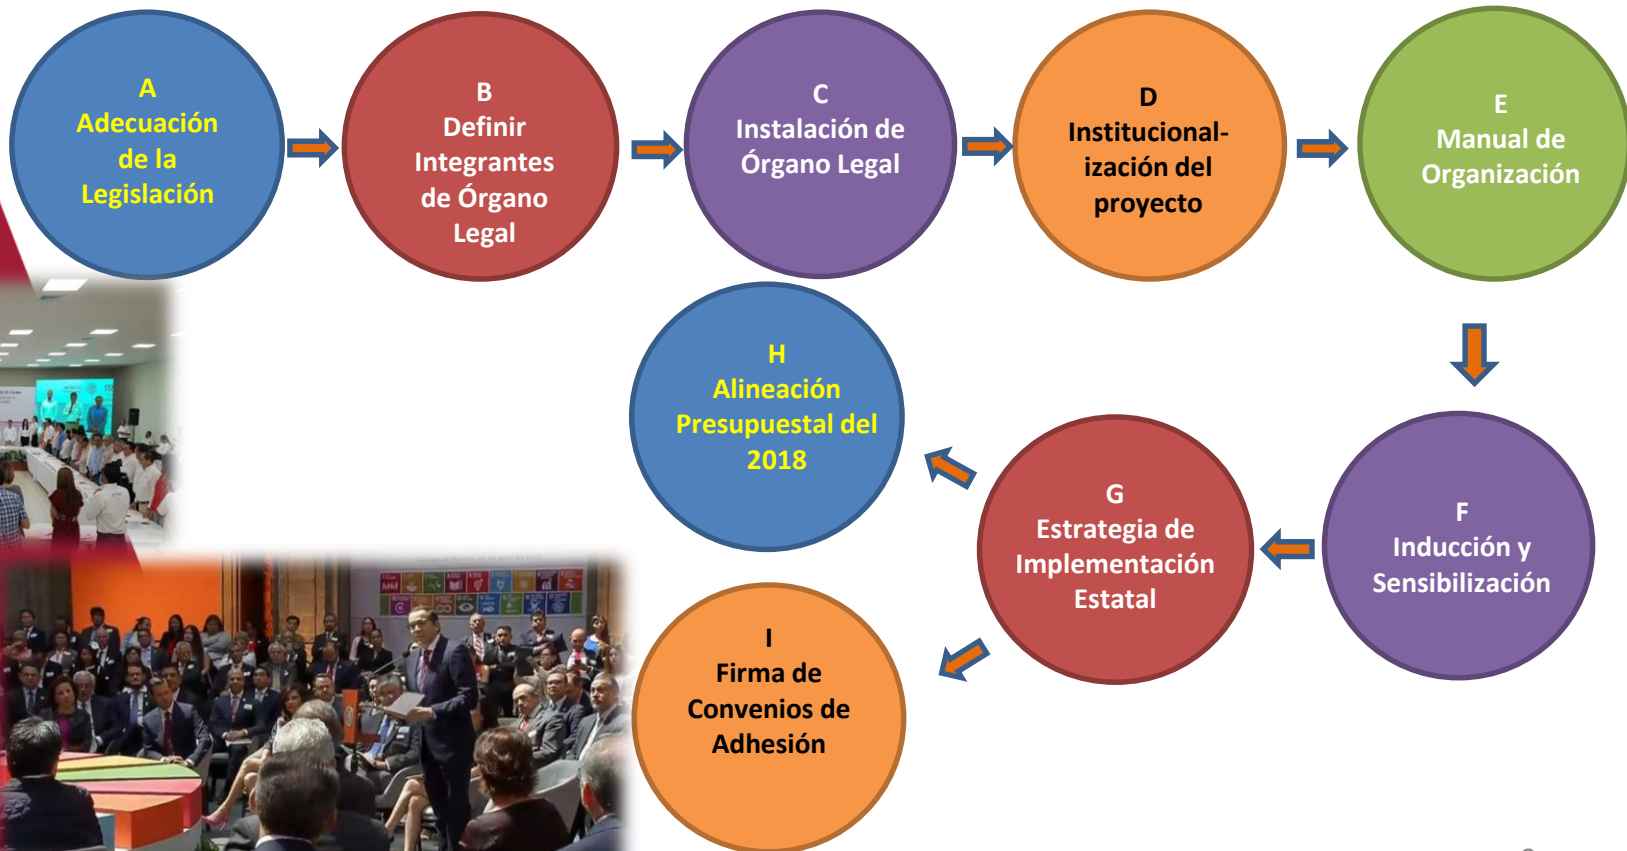 A
Adecuación
de la
Legislación
B
Definir
Integrantes
de Órgano
Legal
C
Instalación de
Órgano Legal
D
Institucional-
ización del
proyecto
E
Manual de
Organización
F
Inducción y
Sensibilización
G
Estrategia de
Implementación
Estatal
H
Alineación
Presupuestal del
2018
I
Firma de
Convenios de
Adhesión